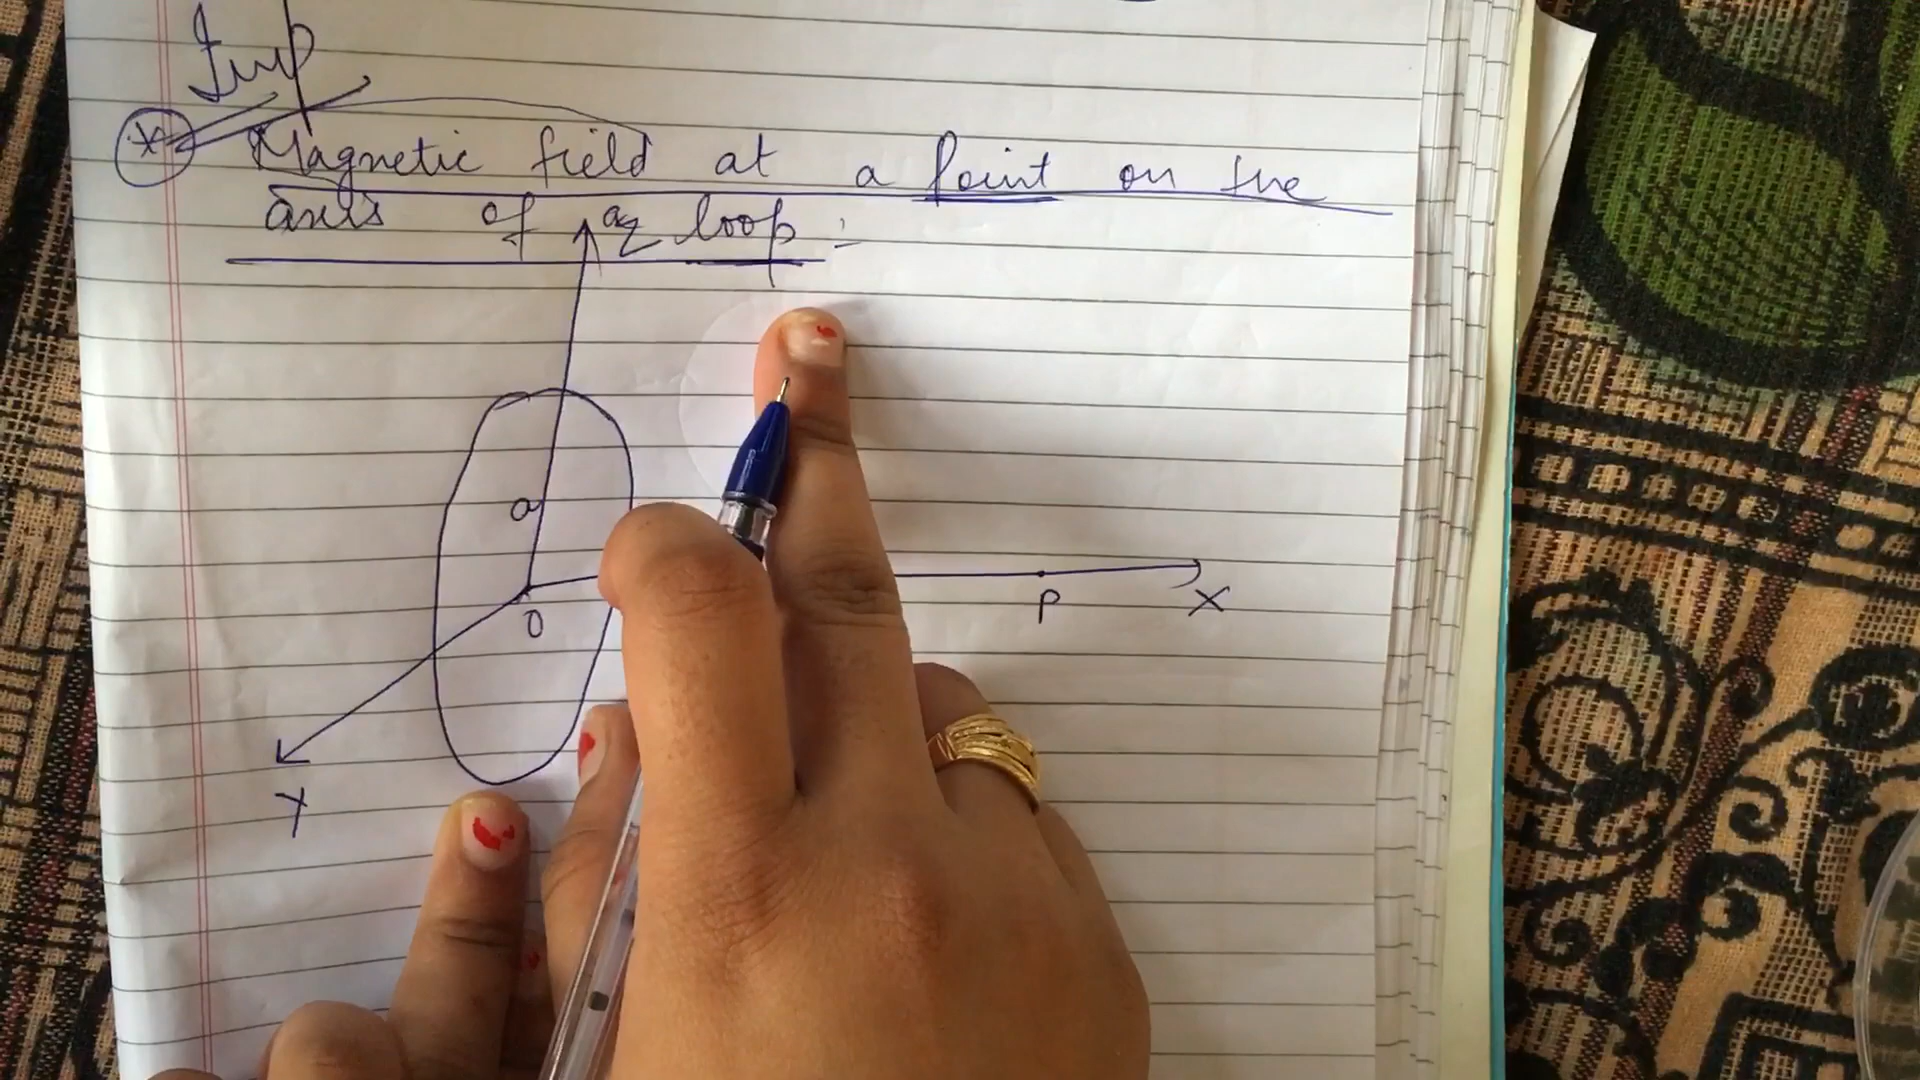 Imp
* Magnetic field at a Point on the
axis of a loop :-
a
O
P
X
Y